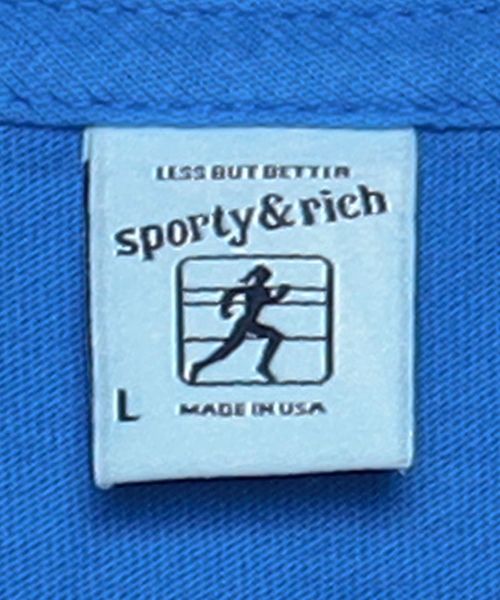 LESS BUT BETTER
sporty & rich
L
MADE IN USA